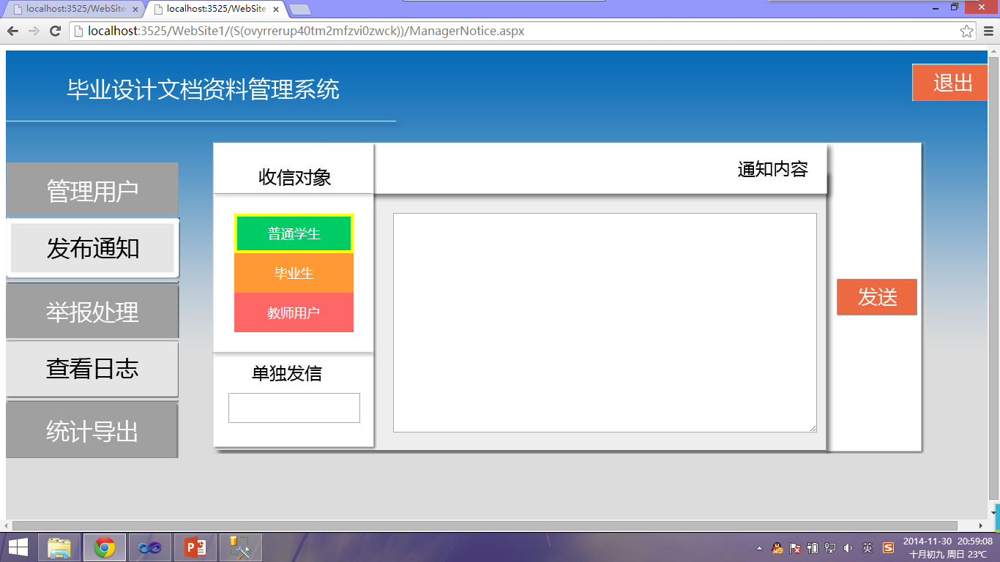 localhost:3525/WebSite
localhost:3525/WebSite
localhost:3525/WebSite1/(S(ovyrrerup40tm2mfzvi0zwck))/ManagerNotice.aspx
毕业设计文档资料管理系统
退出
管理用户
发布通知
举报处理
查看日志
统计导出
收信对象
普通学生
毕业生
教师用户
单独发信
通知内容
发送
英
2014-11-30 20:59:08
十月初九 周日 23℃